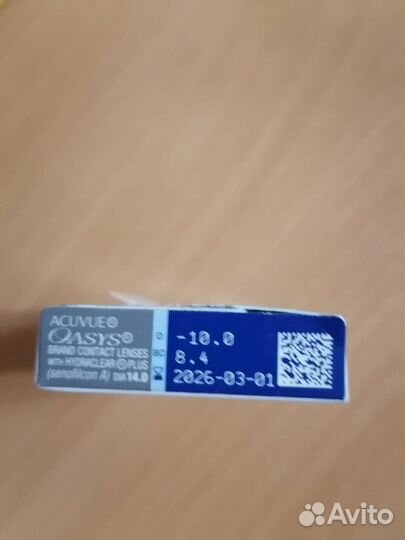 ACUVUE®
OASYS®
BRAND CONTACT LENSES
WITH HYDRACLEAR® PLUS
(senofilcon A) DIA 14.0
D -10.0
BC 8.4
2026-03-01
Avito